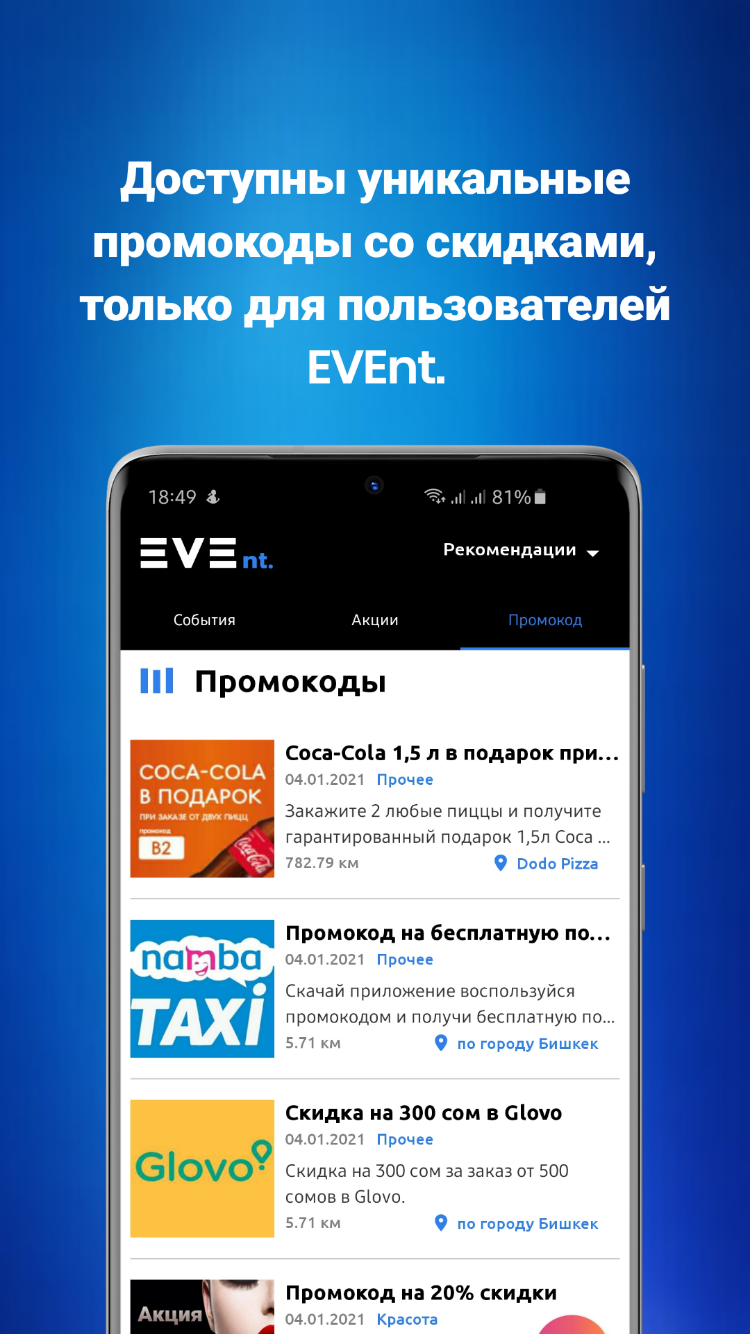 Доступны уникальные
промокоды со скидками,
только для пользователей
EVEnt.
18:49
81%
EVEnt.
Рекомендации
События
Акции
Промокод
Промокоды
COCA-COLA
В ПОДАРОК
ПРИ ЗАКАЗЕ ОТ ДВУХ ПИЦЦ
промокод
B2
Coca-Cola
Coca-Cola 1,5 л в подарок при...
04.01.2021 Прочее
Закажите 2 любые пиццы и получите
гарантированный подарок 1,5л Coca ...
782.79 км
Dodo Pizza
namba
TAXi
Промокод на бесплатную по...
04.01.2021 Прочее
Скачай приложение воспользуйся
промокодом и получи бесплатную по...
5.71 км
по городу Бишкек
Glovo
Скидка на 300 сом в Glovo
04.01.2021 Прочее
Скидка на 300 сом за заказ от 500
сомов в Glovo.
5.71 км
по городу Бишкек
Акция
Промокод на 20% скидки
04.01.2021 Красота